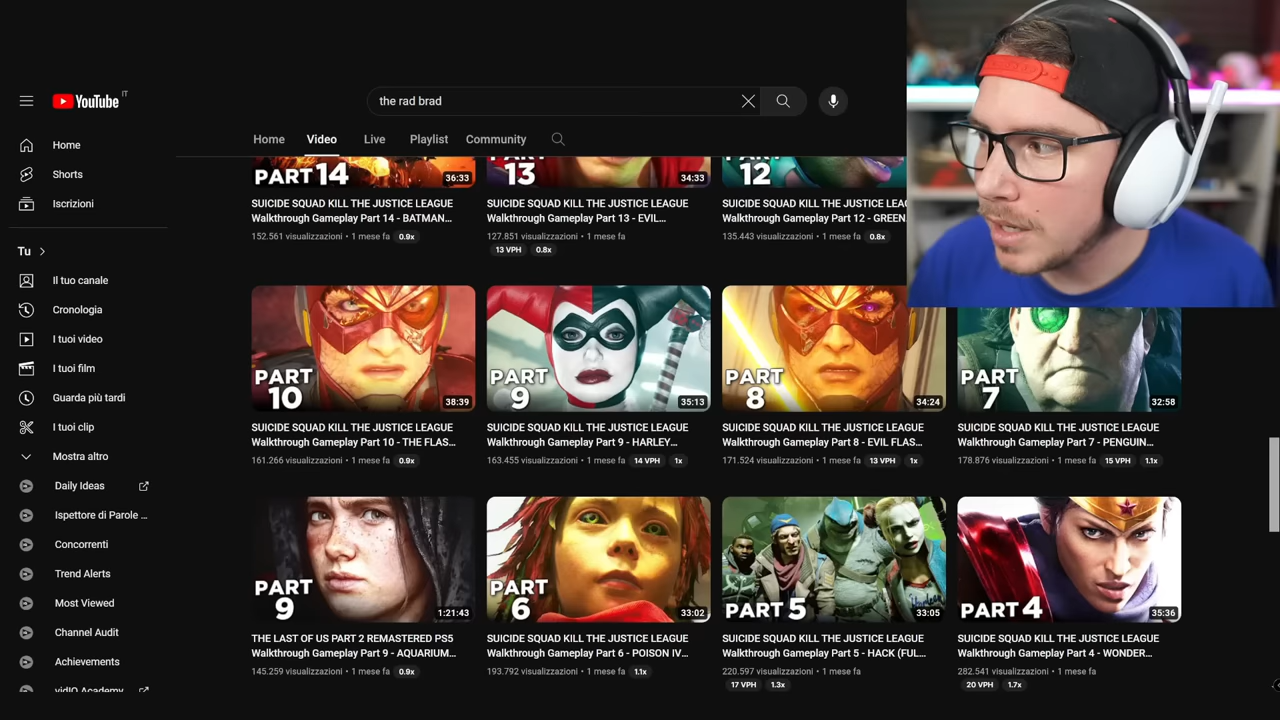 YouTube IT
the rad brad
Home
Shorts
Iscrizioni
Tu
Il tuo canale
Cronologia
I tuoi video
I tuoi film
Guarda più tardi
I tuoi clip
Mostra altro
Daily Ideas
Ispettore di Parole ...
Concorrenti
Trend Alerts
Most Viewed
Channel Audit
Achievements
vidIQ Academy
Home Video Live Playlist Community
PART 14
36:33
SUICIDE SQUAD KILL THE JUSTICE LEAGUE
Walkthrough Gameplay Part 14 - BATMAN...
152.561 visualizzazioni • 1 mese fa 0.9x
PART
13
34:33
SUICIDE SQUAD KILL THE JUSTICE LEAGUE
Walkthrough Gameplay Part 13 - EVIL...
127.851 visualizzazioni • 1 mese fa
13 VPH 0.8x
PART
12
SUICIDE SQUAD KILL THE JUSTICE LEAGUE
Walkthrough Gameplay Part 12 - GREEN
135.443 visualizzazioni • 1 mese fa 0.8x
PART
10
38:39
SUICIDE SQUAD KILL THE JUSTICE LEAGUE
Walkthrough Gameplay Part 10 - THE FLAS...
161.266 visualizzazioni • 1 mese fa 0.9x
PART
9
35:13
SUICIDE SQUAD KILL THE JUSTICE LEAGUE
Walkthrough Gameplay Part 9 - HARLEY...
163.455 visualizzazioni • 1 mese fa 14 VPH 1x
PART
8
34:24
SUICIDE SQUAD KILL THE JUSTICE LEAGUE
Walkthrough Gameplay Part 8 - EVIL FLAS...
171.524 visualizzazioni • 1 mese fa 13 VPH 1x
PART
7
32:58
SUICIDE SQUAD KILL THE JUSTICE LEAGUE
Walkthrough Gameplay Part 7 - PENGUIN...
178.876 visualizzazioni • 1 mese fa 15 VPH 1.1x
PART
9
1:21:43
THE LAST OF US PART 2 REMASTERED PS5
Walkthrough Gameplay Part 9 - AQUARIUM...
145.259 visualizzazioni • 1 mese fa 0.9x
PART
6
33:02
SUICIDE SQUAD KILL THE JUSTICE LEAGUE
Walkthrough Gameplay Part 6 - POISON IV...
193.792 visualizzazioni • 1 mese fa 1.1x
PART 5
33:05
SUICIDE SQUAD KILL THE JUSTICE LEAGUE
Walkthrough Gameplay Part 5 - HACK (FUL...
220.597 visualizzazioni • 1 mese fa
17 VPH 1.3x
PART 4
35:36
SUICIDE SQUAD KILL THE JUSTICE LEAGUE
Walkthrough Gameplay Part 4 - WONDER...
282.541 visualizzazioni • 1 mese fa
20 VPH 1.7x